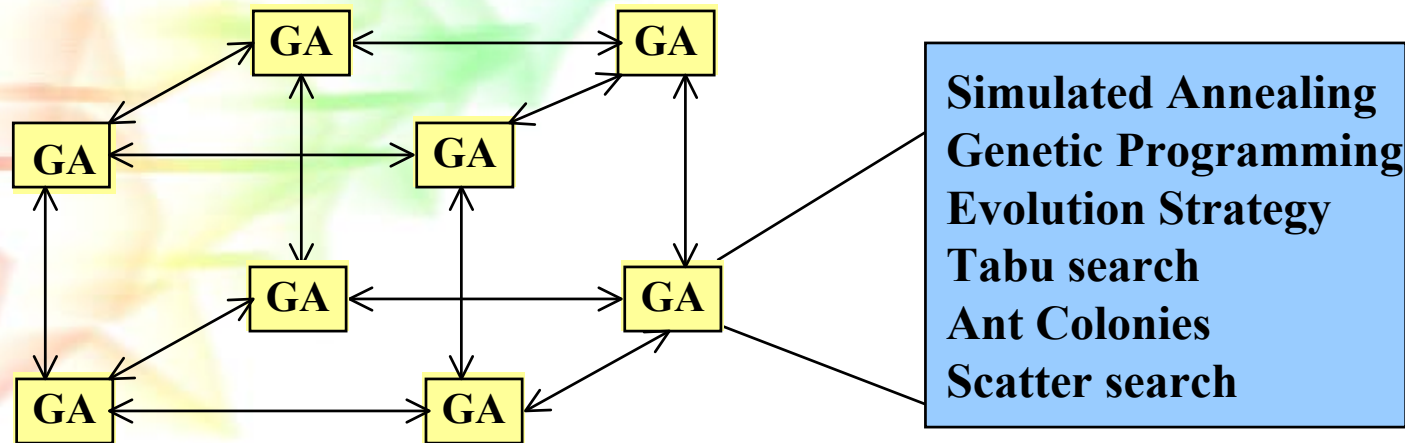 GA
GA
GA
GA
GA
GA
GA
GA
Simulated Annealing
Genetic Programming
Evolution Strategy
Tabu search
Ant Colonies
Scatter search